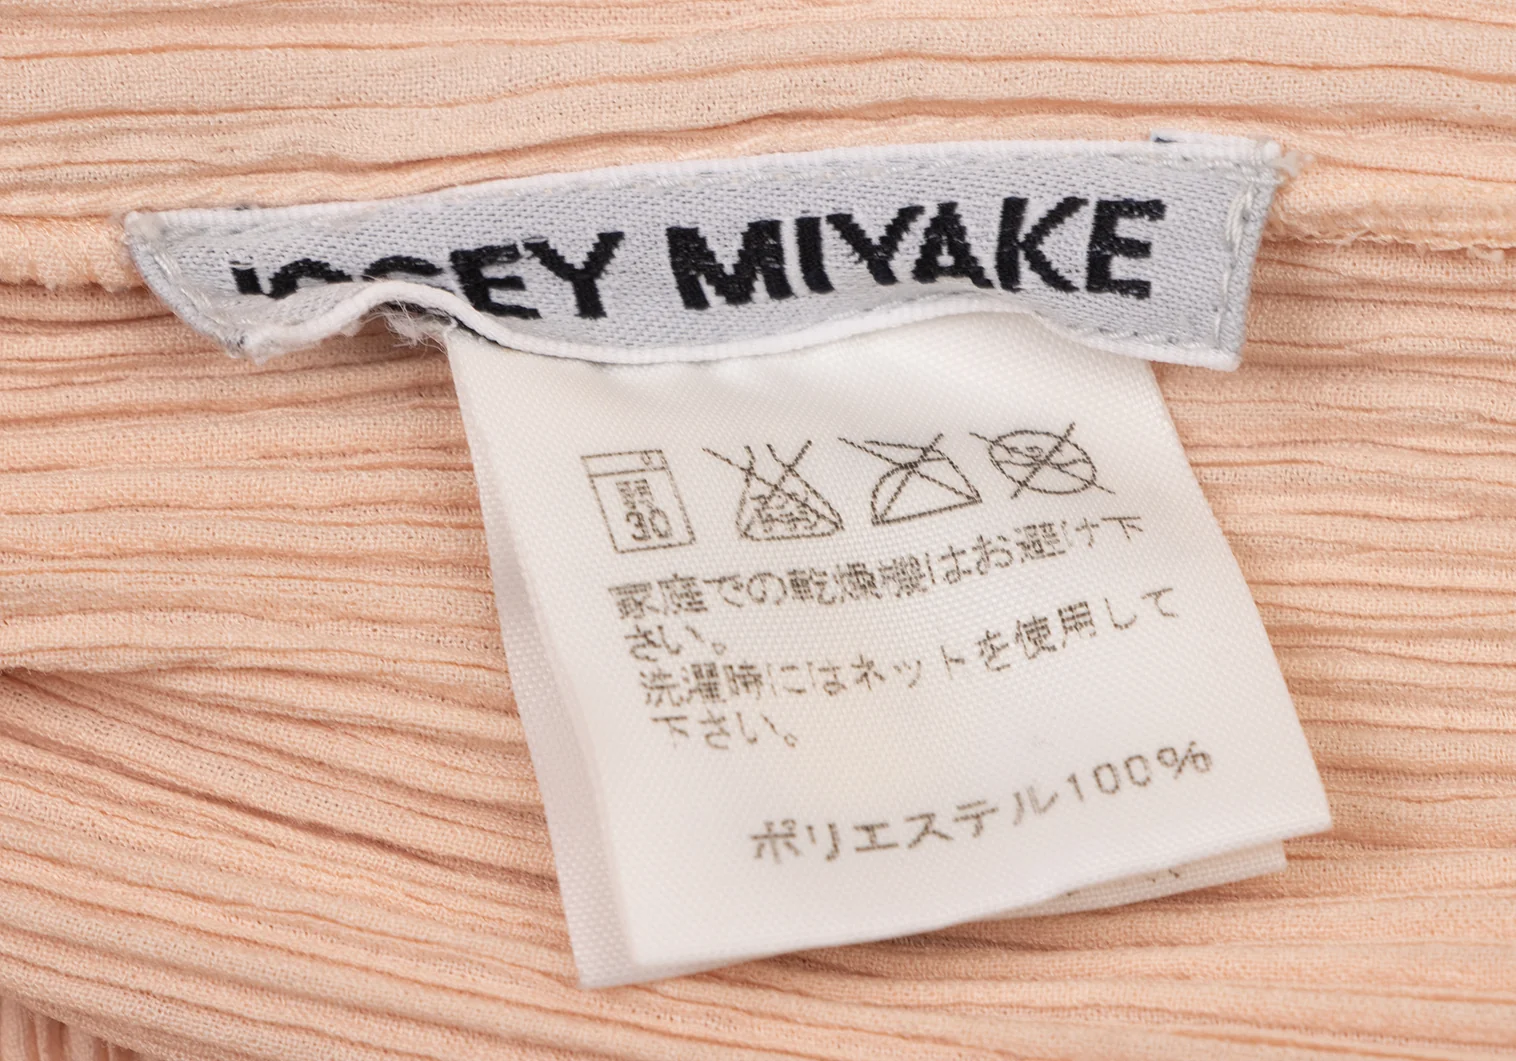 ISSEY MIYAKE
30
家庭での乾燥機はお避け下
さい。
洗濯時にはネットを使用して
下さい。
ポリエステル100%